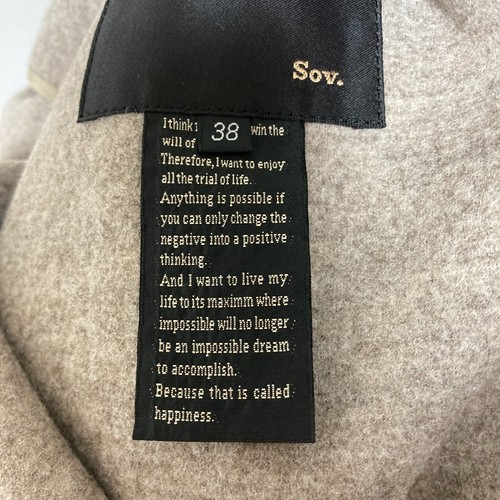 Sov.
38
I think win the
will of
Therefore, I want to enjoy
all the trial of life.
Anything is possible if
you can only change the
negative into a positive
thinking.
And I want to live my
life to its maximm where
impossible will no longer
be an impossible dream
to accomplish.
Because that is called
happiness.